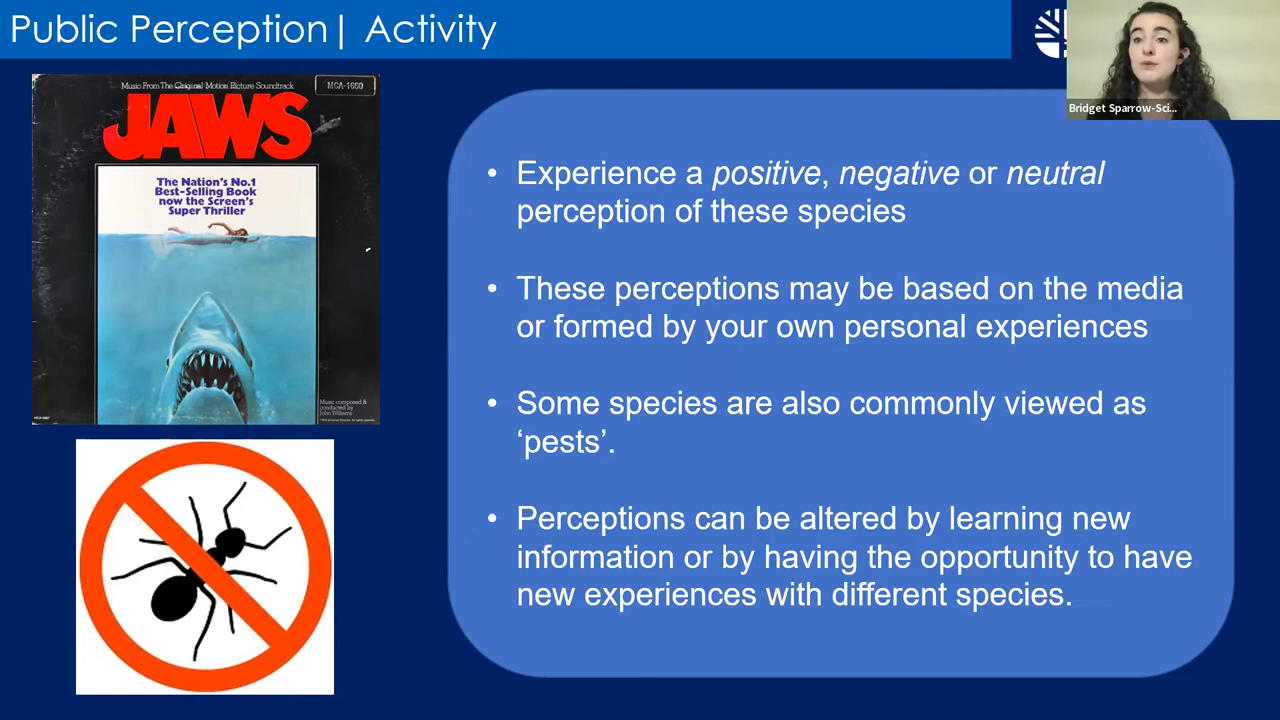 Public Perception| Activity
Bridget Sparrow-Sci...
Music From The Original Motion Picture Soundtrack
MCA-1660
JAWS
The Nation's No.1
Best-Selling Book
now the Screen's
Super Thriller
Music composed &
conducted by
John Williams
• Experience a positive, negative or neutral
perception of these species
• These perceptions may be based on the media
or formed by your own personal experiences
• Some species are also commonly viewed as
‘pests’.
• Perceptions can be altered by learning new
information or by having the opportunity to have
new experiences with different species.